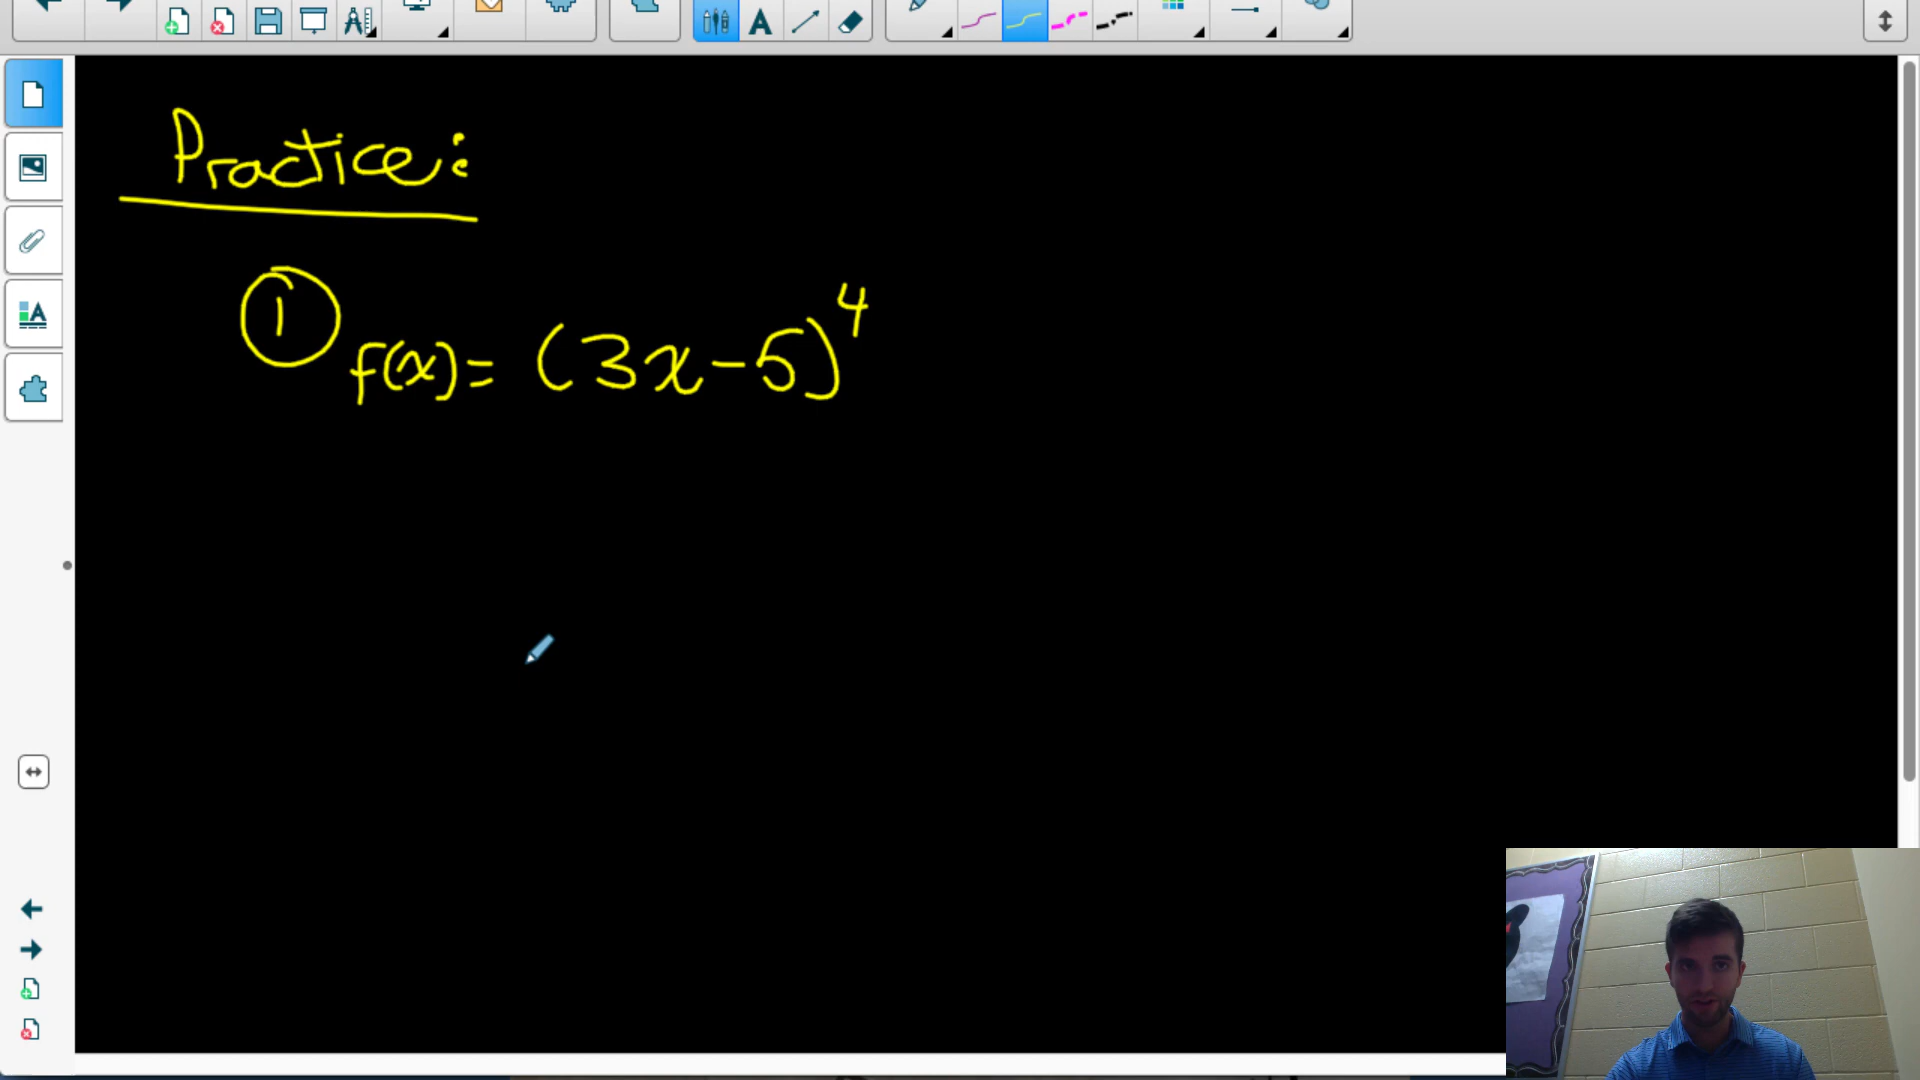 Practice:
① f(x) = (3x-5)⁴